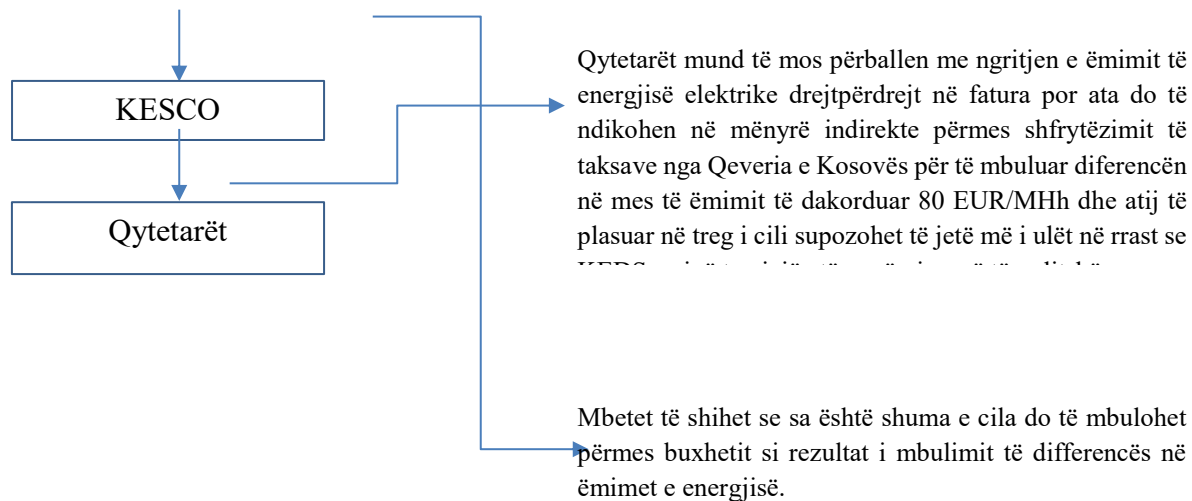 KESCO
Qytetarët
Qytetarët mund të mos përballen me ngritjen e ëmimit të
energjisë elektrike drejtpërdrejt në fatura por ata do të
ndikohen në mënyrë indirekte përmes shfrytëzimit të
taksave nga Qeveria e Kosovës për të mbuluar diferencën
në mes të ëmimit të dakorduar 80 EUR/MHh dhe atij të
plasuar në treg i cili supozohet të jetë më i ulët në rrast se
Mbetet të shihet se sa është shuma e cila do të mbulohet
përmes buxhetit si rezultat i mbulimit të differencës në
ëmimet e energjisë.